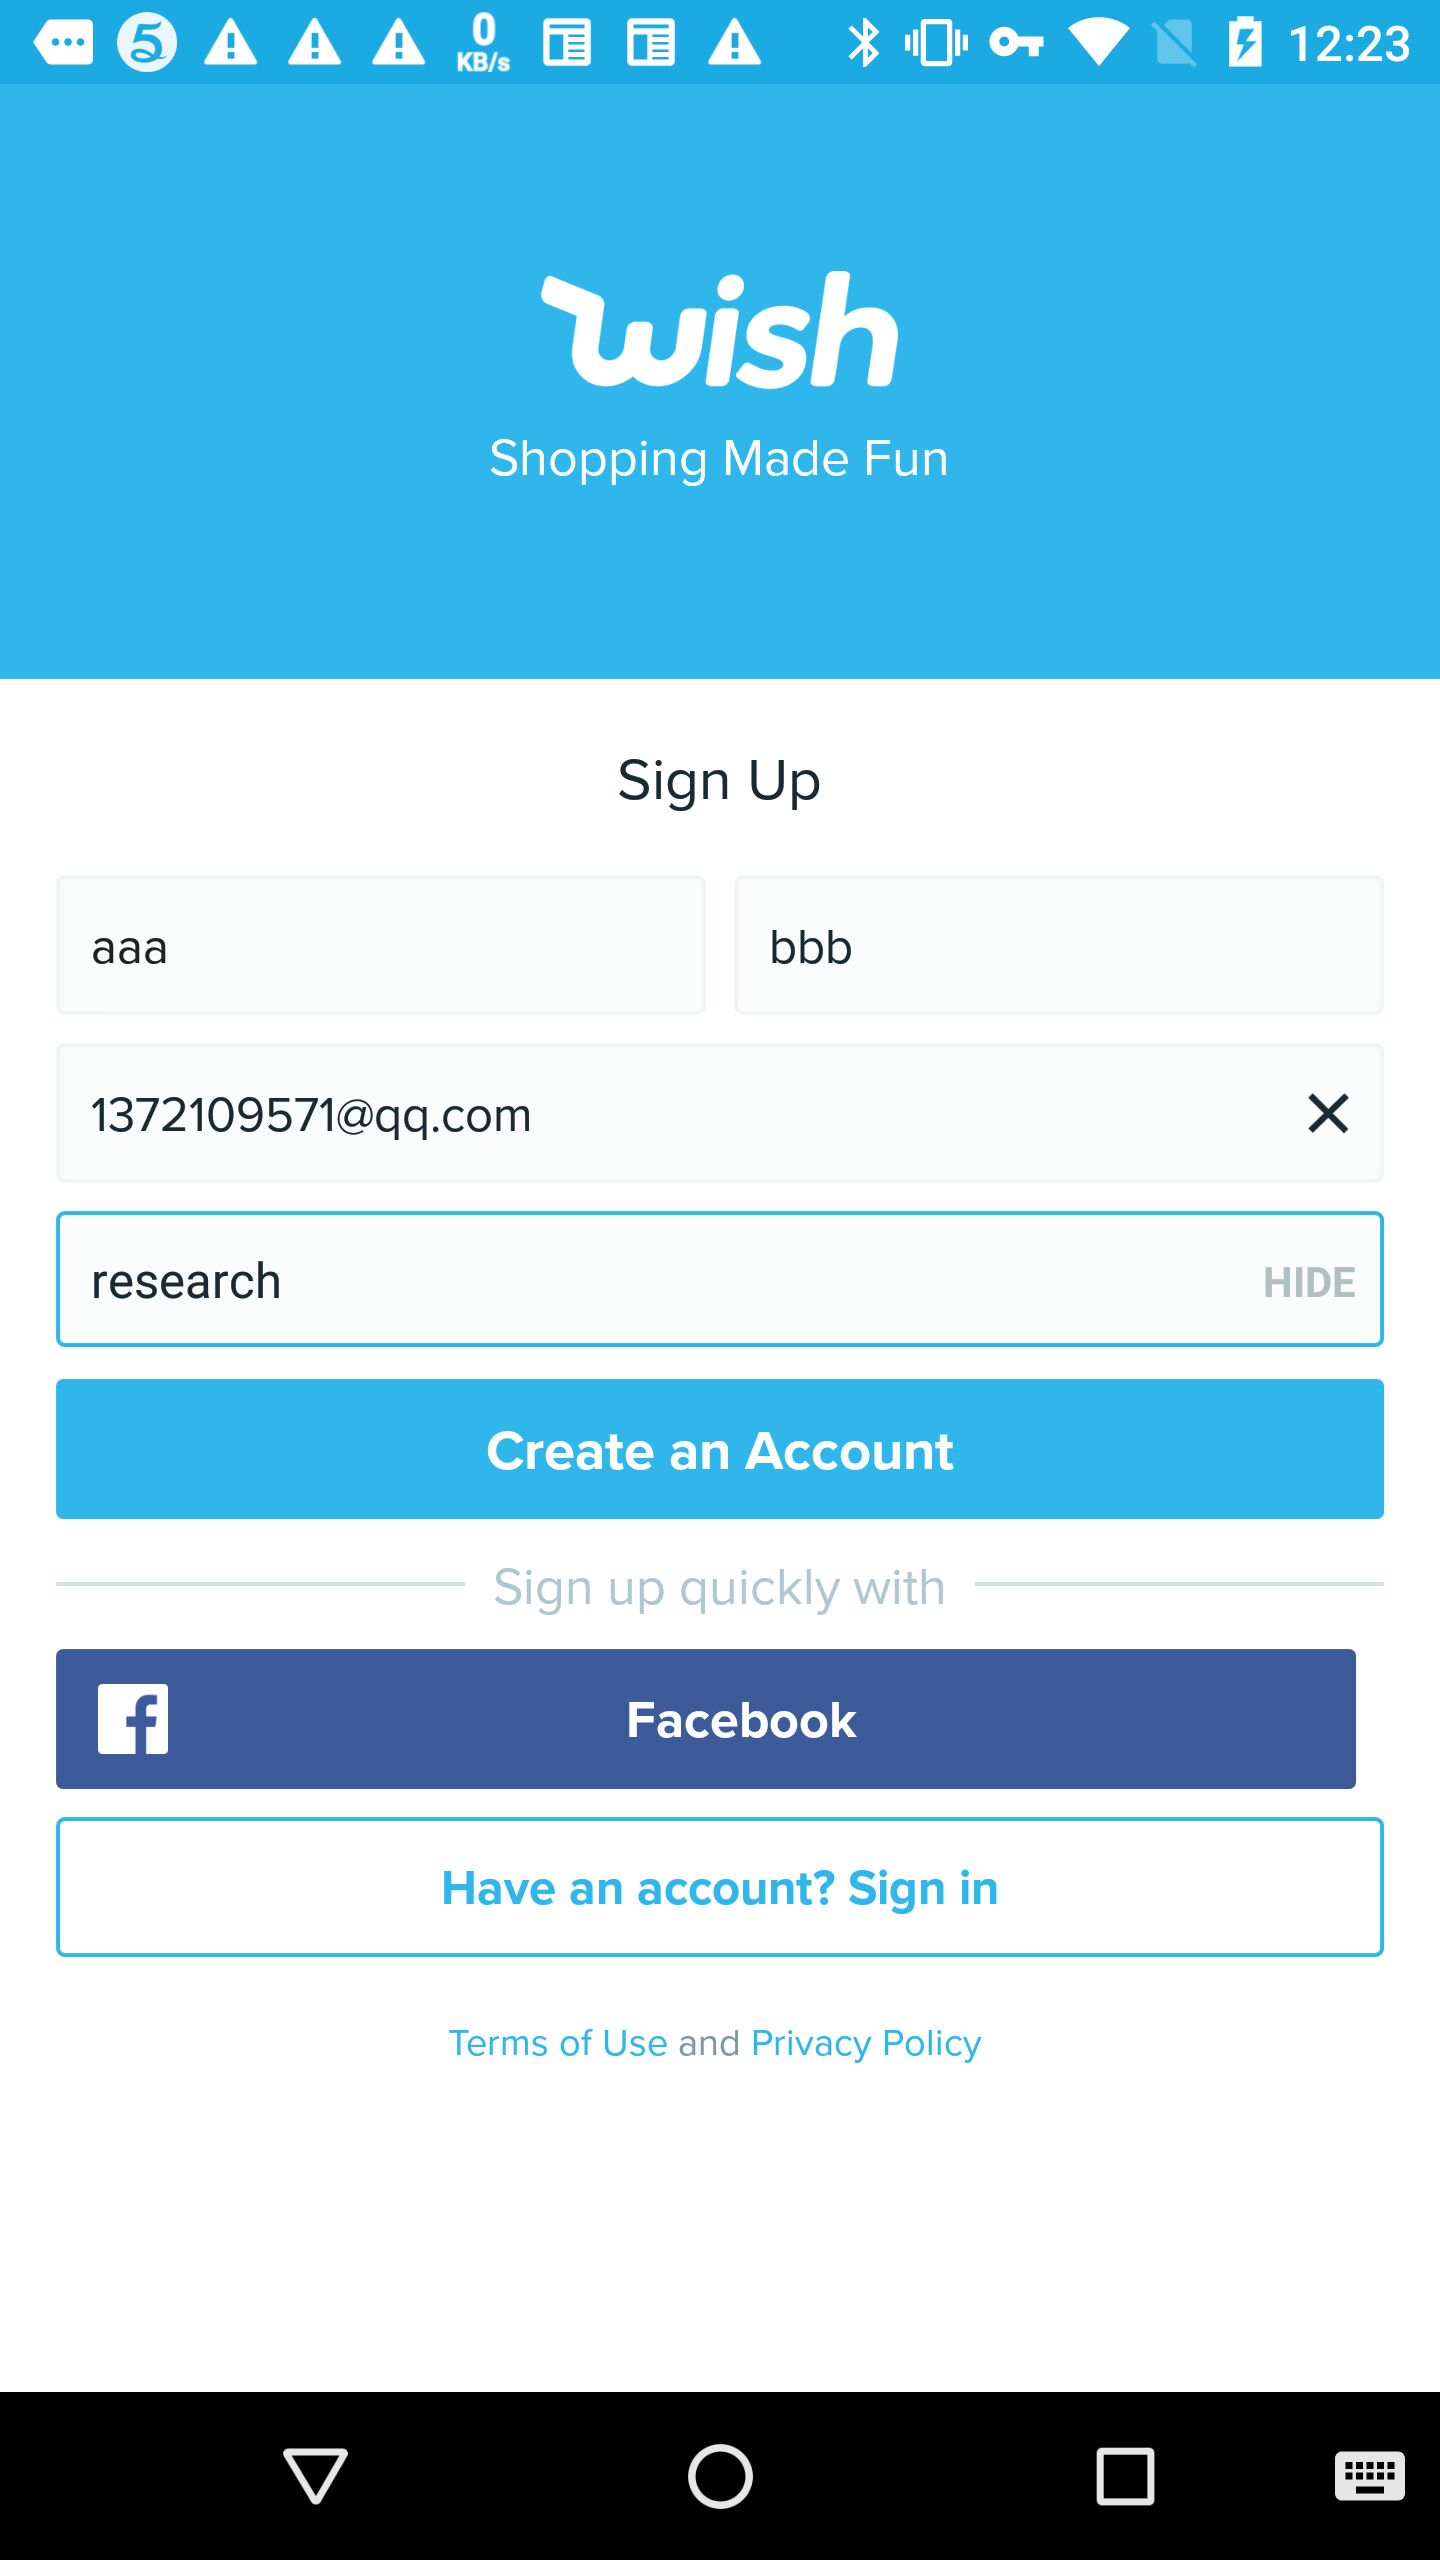 5 0 KB/s 12:23
wish
Shopping Made Fun
Sign Up
aaa bbb
1372109571@qq.com
research HIDE
Create an Account
Sign up quickly with
f Facebook
Have an account? Sign in
Terms of Use and Privacy Policy